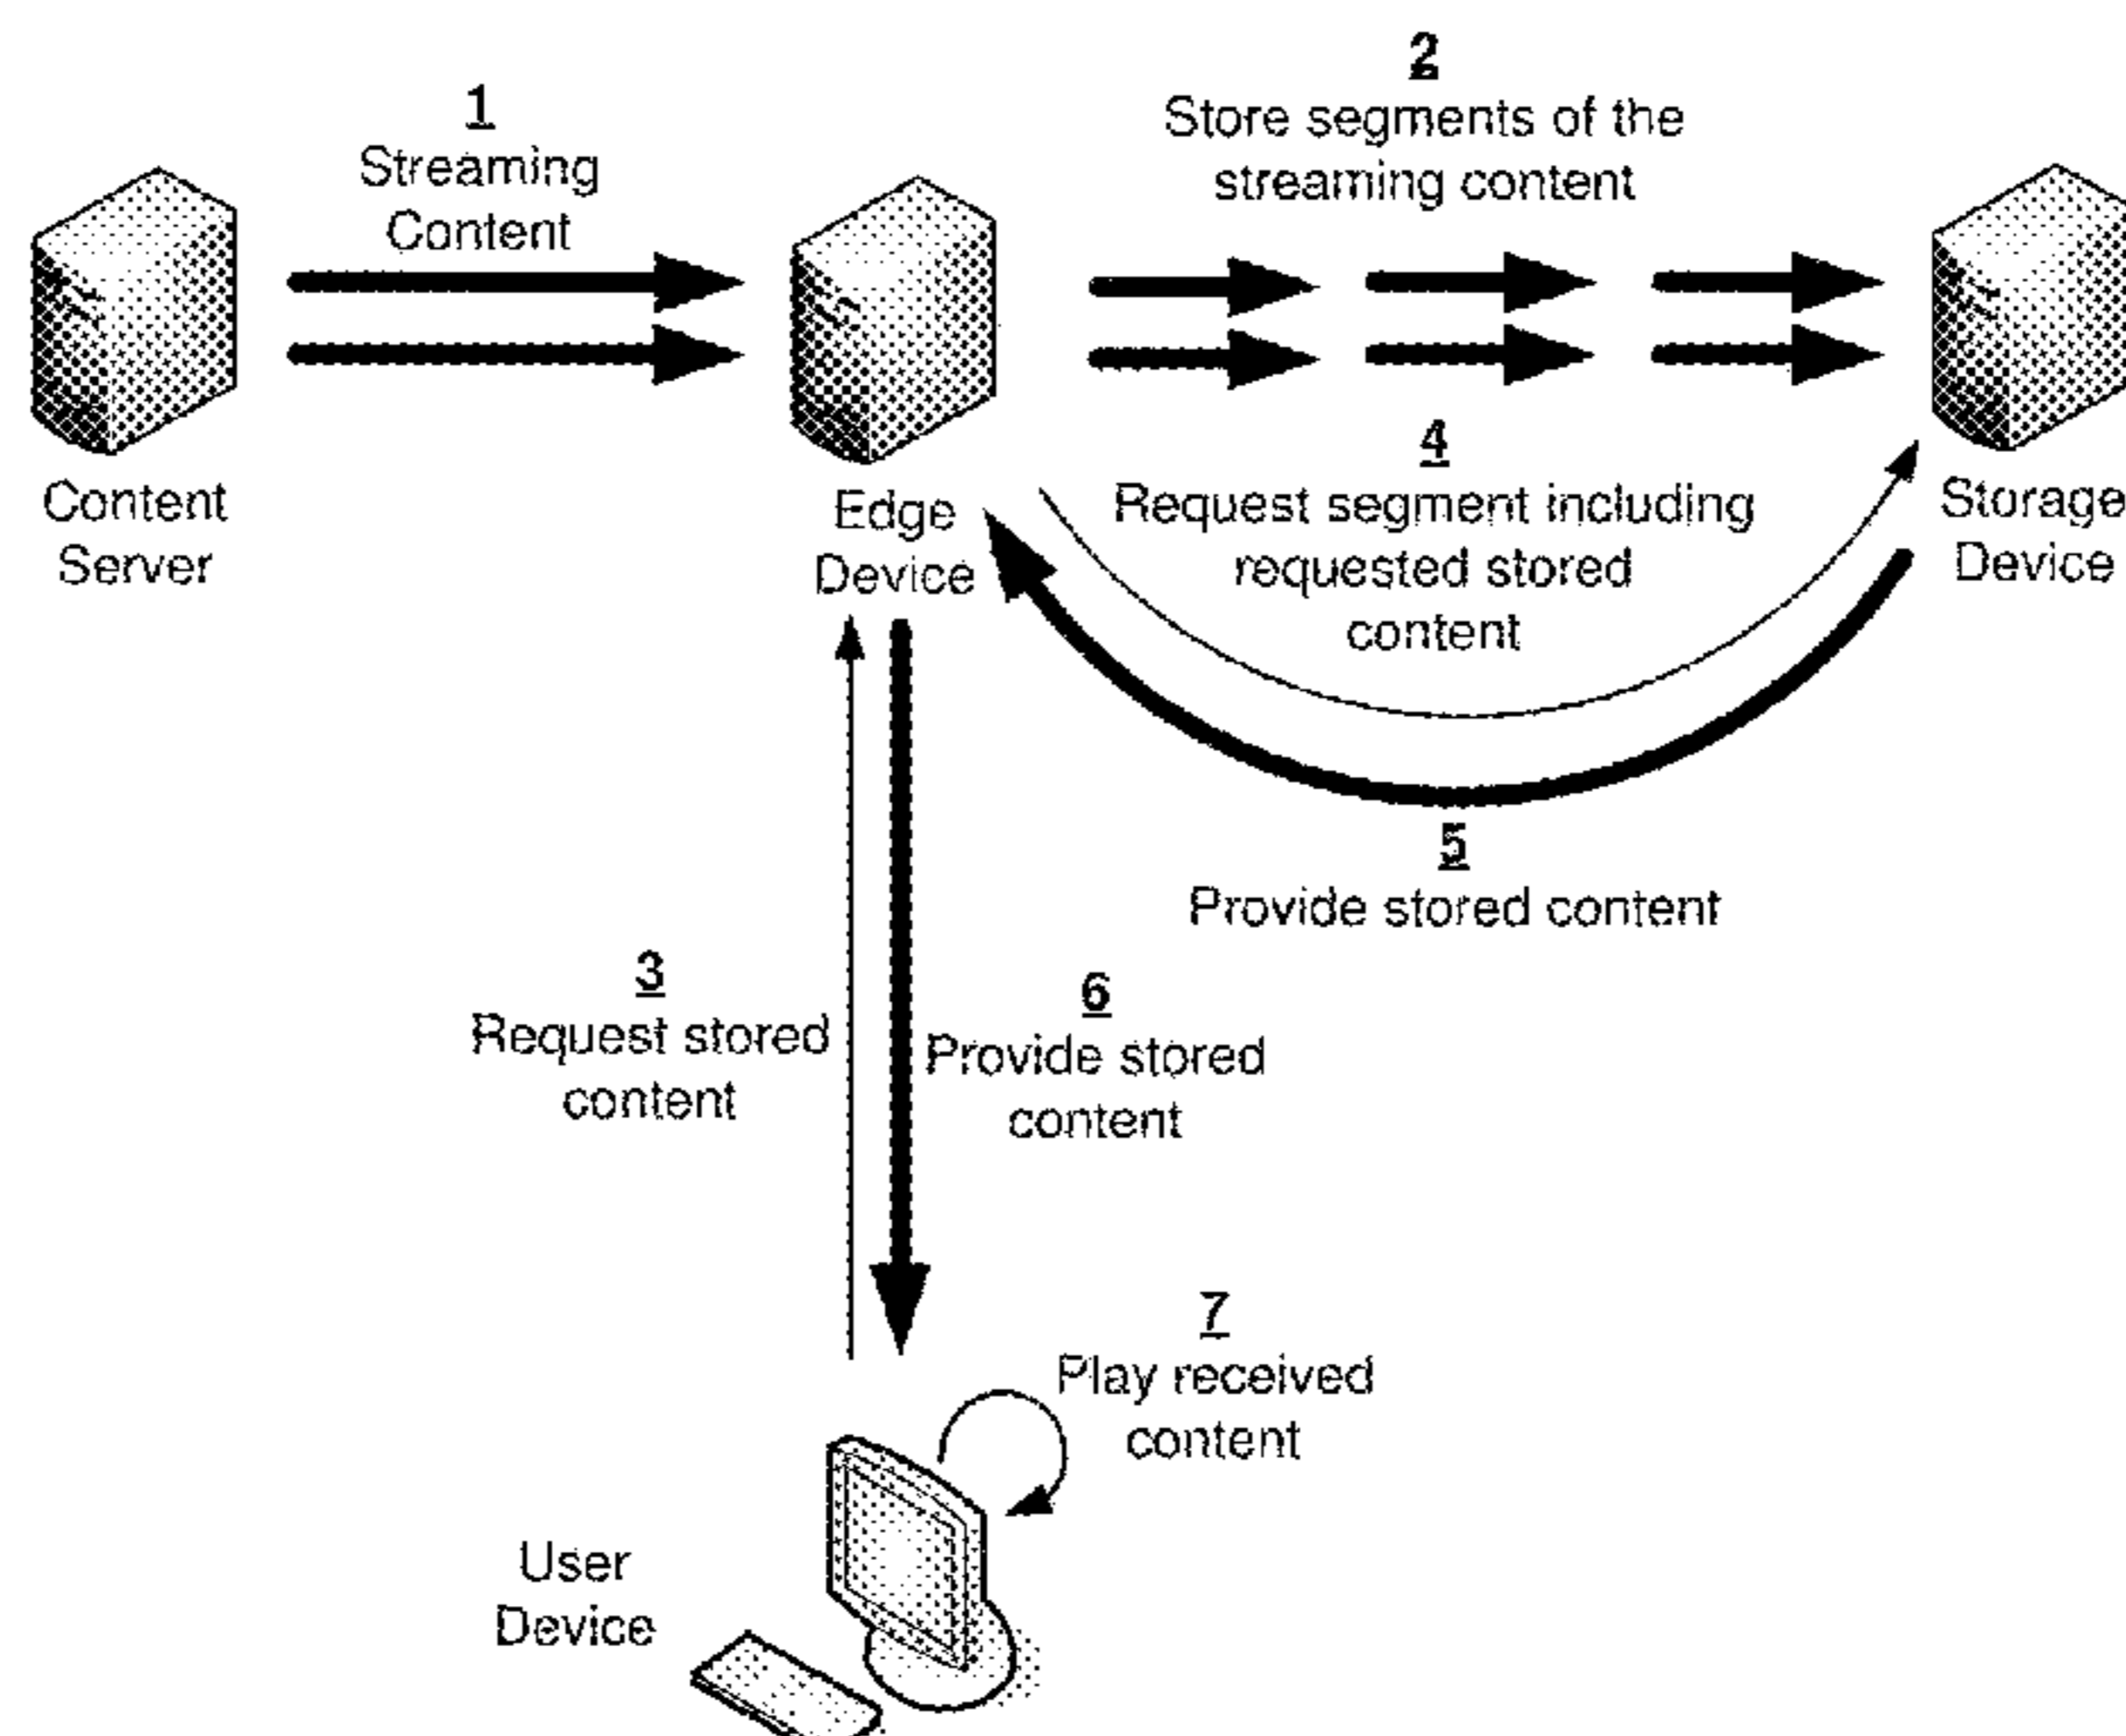 1
Streaming
Content
2
Store segments of the
streaming content
Content
Server
Edge
Device
4
Request segment including
requested stored
content
Storage
Device
5
Provide stored content
3
Request stored
content
6
Provide stored
content
7
Play received
content
User
Device